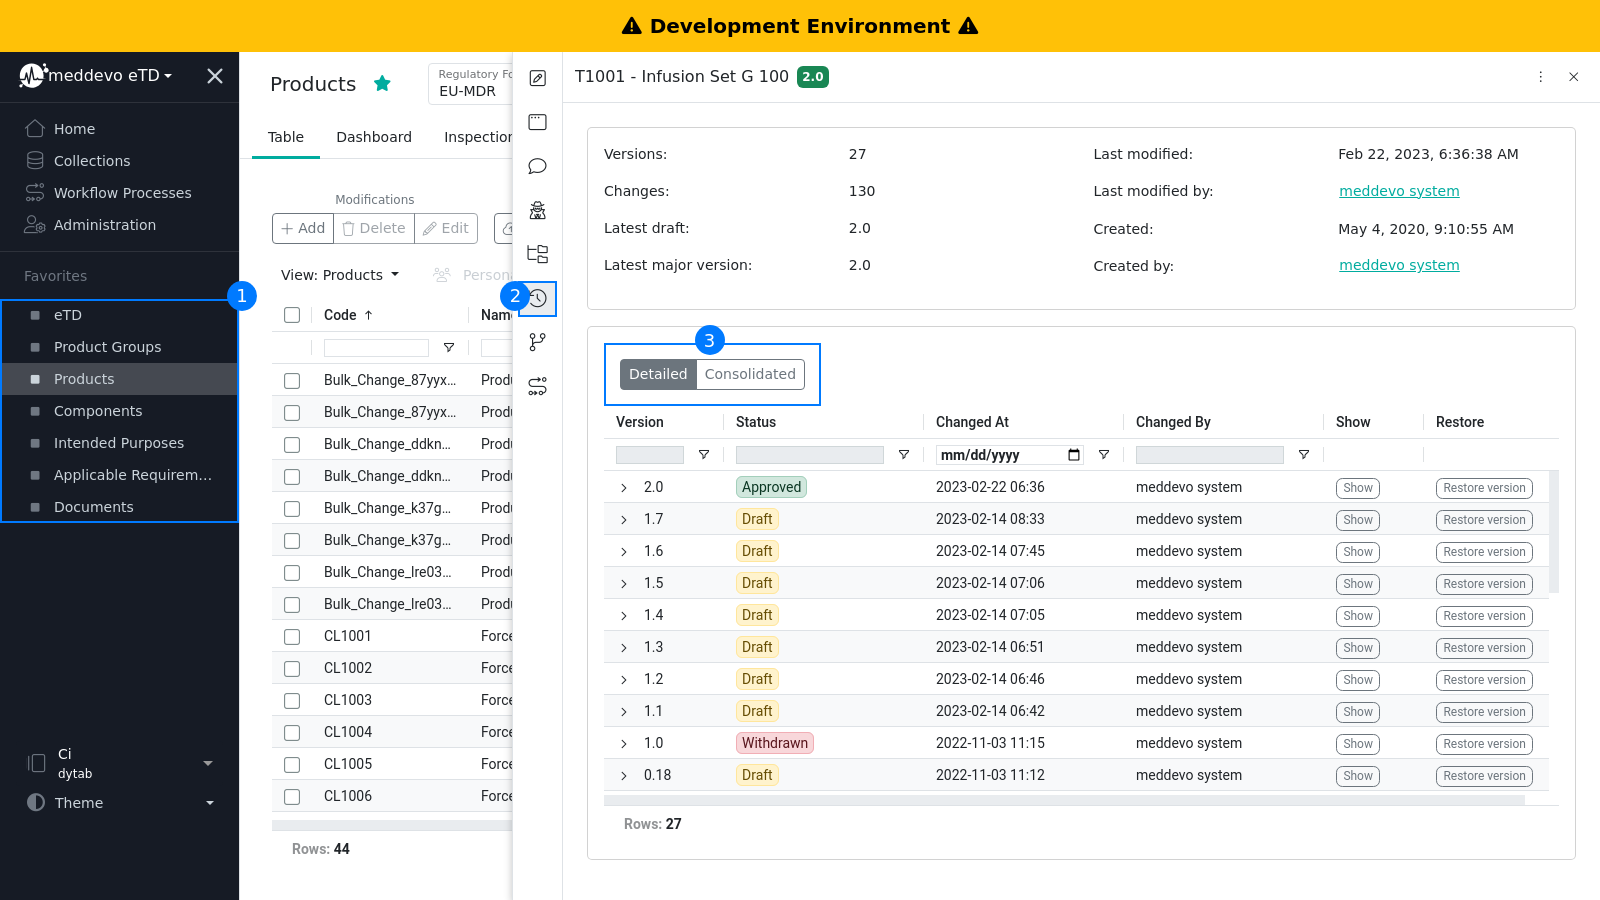 Development Environment
meddevo eTD
Home
Collections
Workflow Processes
Administration
Favorites
1
eTD
Product Groups
Products
Components
Intended Purposes
Applicable Requirem...
Documents
Ci
dytab
Theme
Products
Regulatory Fo
EU-MDR
Table Dashboard Inspection
Modifications
Add Delete Edit
View: Products Persona
Code Name
Bulk_Change_87yyx... Produ
Bulk_Change_87yyx... Produ
Bulk_Change_ddkn... Produ
Bulk_Change_ddkn... Produ
Bulk_Change_k37g... Produ
Bulk_Change_k37g... Produ
Bulk_Change_lre03... Produ
Bulk_Change_lre03... Produ
CL1001 Force
CL1002 Force
CL1003 Force
CL1004 Force
CL1005 Force
CL1006 Force
Rows: 44
2
T1001 - Infusion Set G 100 2.0
Versions: 27 Last modified: Feb 22, 2023, 6:36:38 AM
Changes: 130 Last modified by: meddevo system
Latest draft: 2.0 Created: May 4, 2020, 9:10:55 AM
Latest major version: 2.0 Created by: meddevo system
3
Detailed Consolidated
Version Status Changed At Changed By Show Restore
mm/dd/yyyy
2.0 Approved 2023-02-22 06:36 meddevo system Show Restore version
1.7 Draft 2023-02-14 08:33 meddevo system Show Restore version
1.6 Draft 2023-02-14 07:45 meddevo system Show Restore version
1.5 Draft 2023-02-14 07:06 meddevo system Show Restore version
1.4 Draft 2023-02-14 07:05 meddevo system Show Restore version
1.3 Draft 2023-02-14 06:51 meddevo system Show Restore version
1.2 Draft 2023-02-14 06:46 meddevo system Show Restore version
1.1 Draft 2023-02-14 06:42 meddevo system Show Restore version
1.0 Withdrawn 2022-11-03 11:15 meddevo system Show Restore version
0.18 Draft 2022-11-03 11:12 meddevo system Show Restore version
Rows: 27